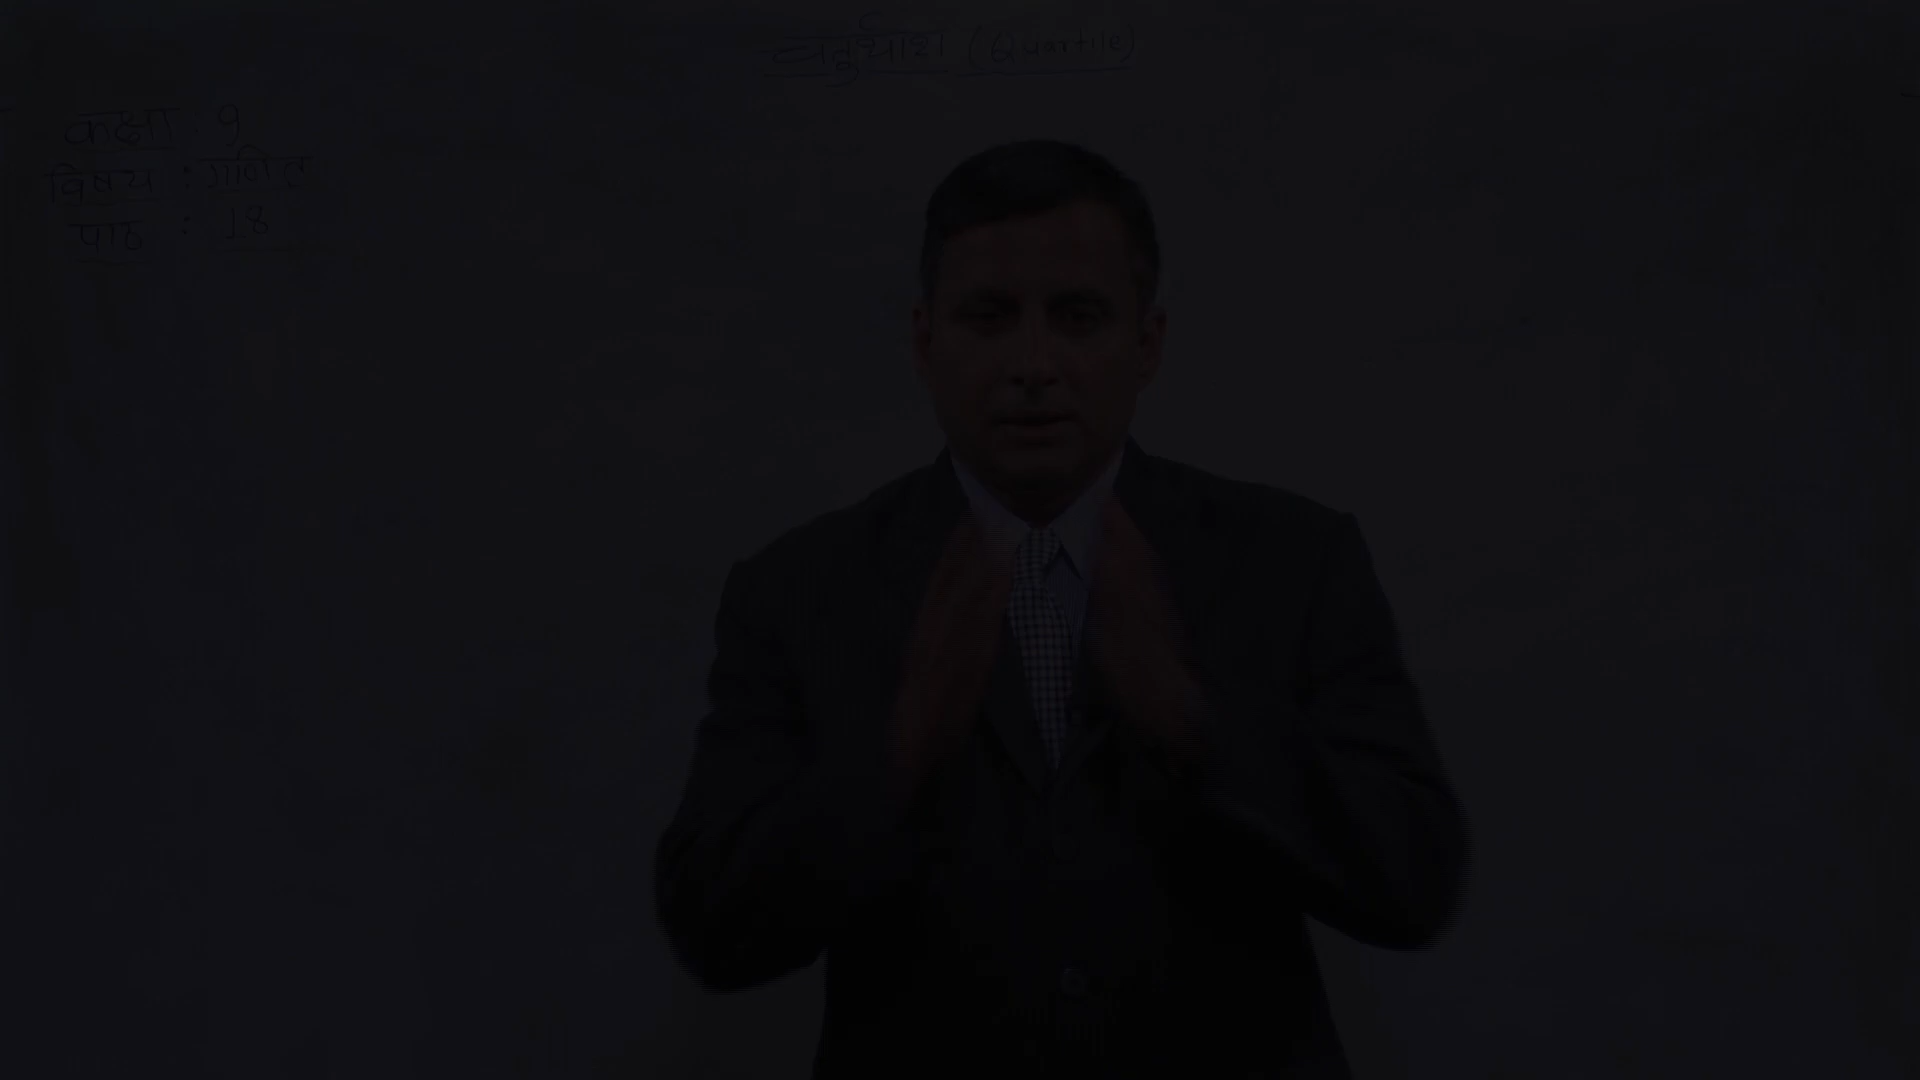 चतुर्थांश (Quartile)
कक्षा : 9
विषय : गणित
पाठ : 18